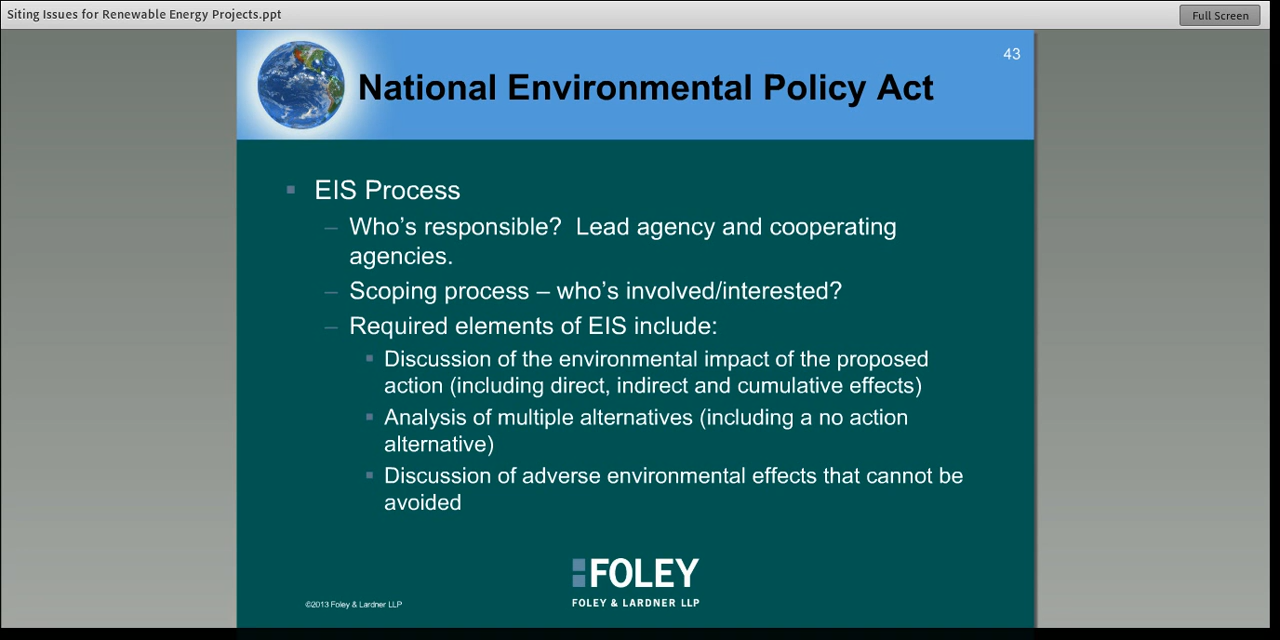 Siting Issues for Renewable Energy Projects.ppt
Full Screen
43
National Environmental Policy Act
▪ EIS Process
– Who’s responsible?  Lead agency and cooperating
agencies.
– Scoping process – who’s involved/interested?
– Required elements of EIS include:
▪ Discussion of the environmental impact of the proposed
action (including direct, indirect and cumulative effects)
▪ Analysis of multiple alternatives (including a no action
alternative)
▪ Discussion of adverse environmental effects that cannot be
avoided
FOLEY
FOLEY & LARDNER LLP
©2013 Foley & Lardner LLP